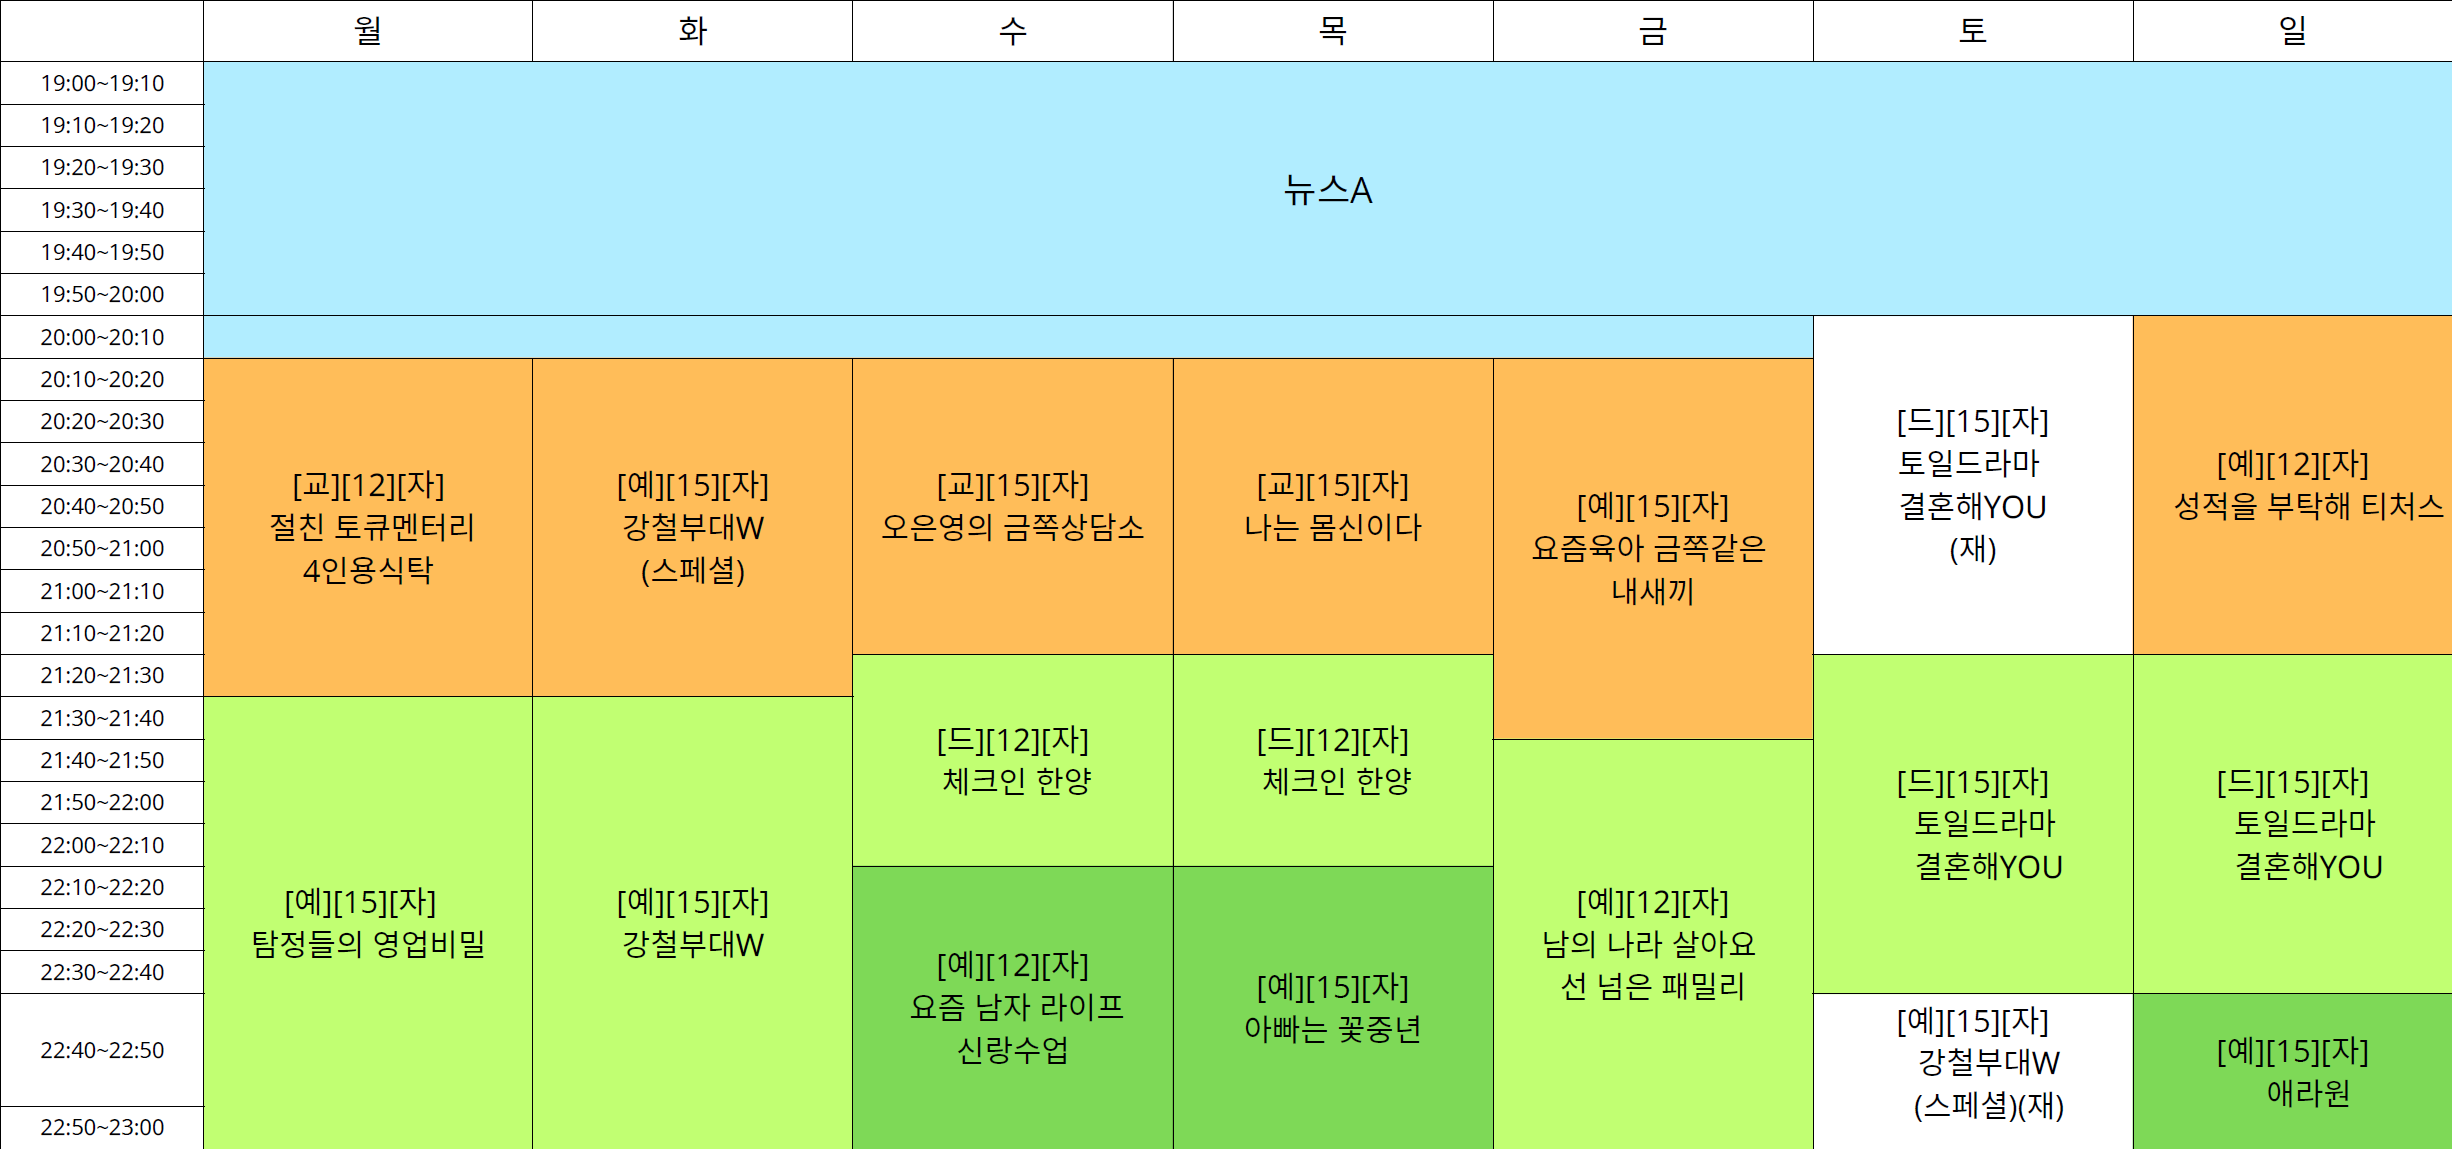 월 화 수 목 금 토 일
19:00~19:10
19:10~19:20
19:20~19:30
19:30~19:40
19:40~19:50
19:50~20:00
20:00~20:10
20:10~20:20
20:20~20:30
20:30~20:40
20:40~20:50
20:50~21:00
21:00~21:10
21:10~21:20
21:20~21:30
21:30~21:40
21:40~21:50
21:50~22:00
22:00~22:10
22:10~22:20
22:20~22:30
22:30~22:40
22:40~22:50
22:50~23:00
뉴스A
[교][12][자]
절친 토큐멘터리
4인용식탁
[예][15][자]
탐정들의 영업비밀
[예][15][자]
강철부대W
(스페셜)
[예][15][자]
강철부대W
[교][15][자]
오은영의 금쪽상담소
[드][12][자]
체크인 한양
[예][12][자]
요즘 남자 라이프
신랑수업
[교][15][자]
나는 몸신이다
[드][12][자]
체크인 한양
[예][15][자]
아빠는 꽃중년
[예][15][자]
요즘육아 금쪽같은
내새끼
[예][12][자]
남의 나라 살아요
선 넘은 패밀리
[드][15][자]
토일드라마
결혼해YOU
(재)
[드][15][자]
토일드라마
결혼해YOU
[예][15][자]
강철부대W
(스페셜)(재)
[예][12][자]
성적을 부탁해 티처스
[드][15][자]
토일드라마
결혼해YOU
[예][15][자]
애라원